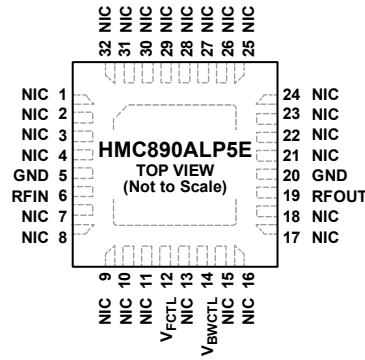 32 NIC
31 NIC
30 NIC
29 NIC
28 NIC
27 NIC
26 NIC
25 NIC
NIC 1
NIC 2
NIC 3
NIC 4
GND 5
RFIN 6
NIC 7
NIC 8
HMC890ALP5E
TOP VIEW
(Not to Scale)
24 NIC
23 NIC
22 NIC
21 NIC
20 GND
19 RFOUT
18 NIC
17 NIC
NIC 9
NIC 10
NIC 11
VFCTL 12
NIC 13
VBWCTL 14
NIC 15
NIC 16